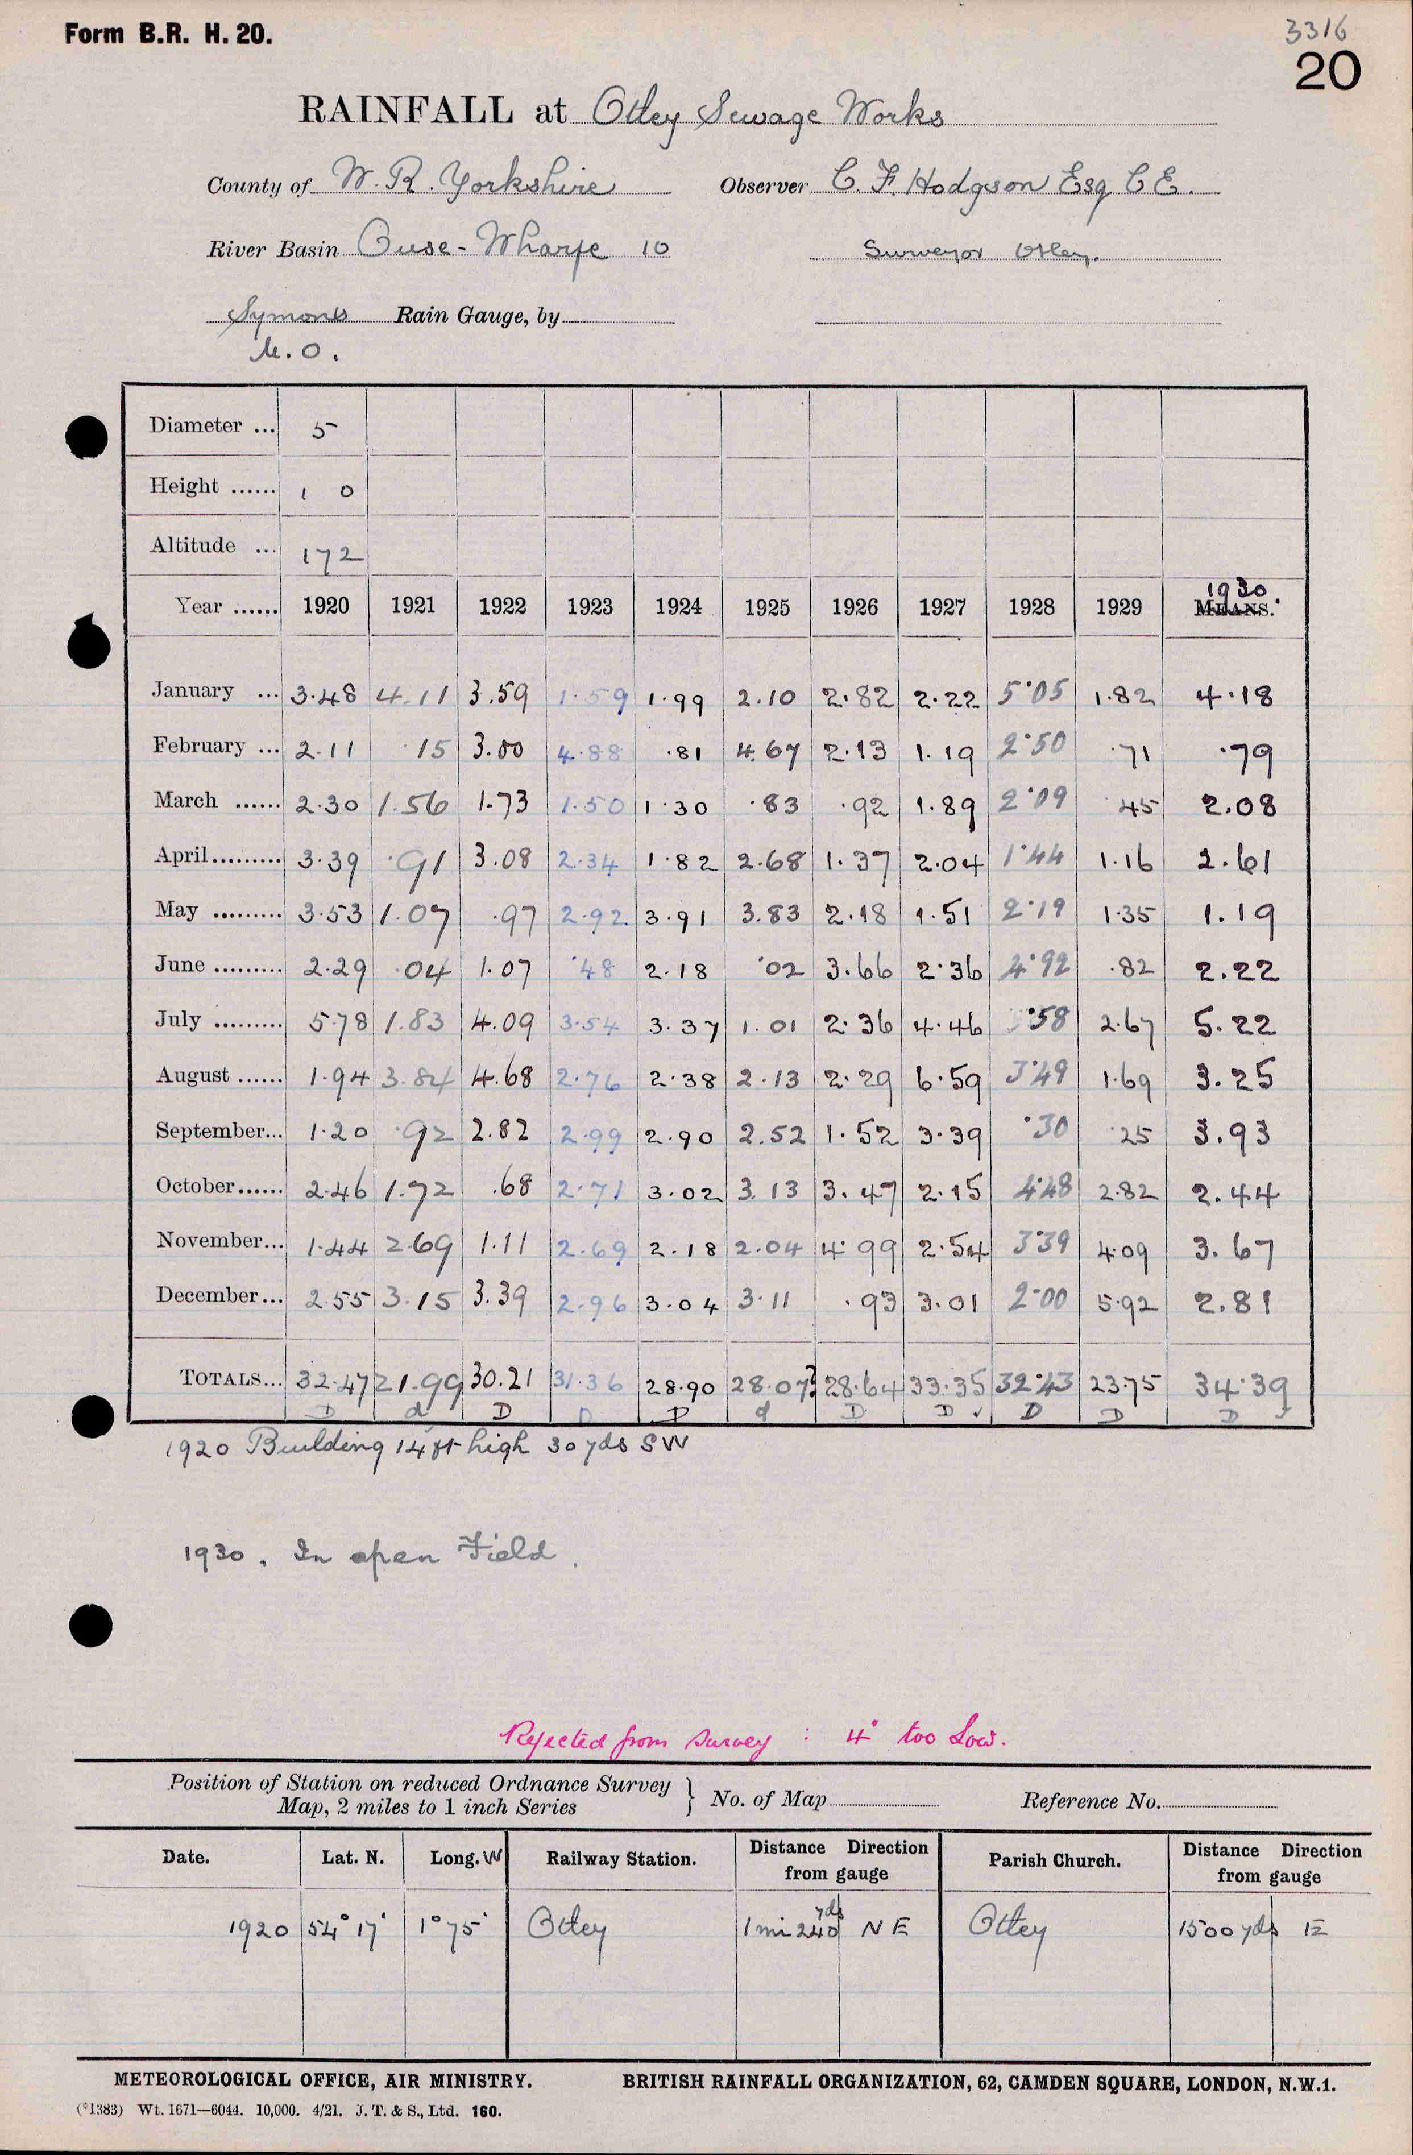 Form B.R. H. 20.
3316
20
RAINFALL at Otley Sewage Works
County of W. R. Yorkshire Observer C. F. Hodgson Esq C E.
River Basin Ouse - Wharfe 10 Surveyor Otley.
Symons Rain Gauge, by
M.O.
Diameter ... 5
Height ...... 1 0
Altitude ... 172
1930.
Year ...... 1920 1921 1922 1923 1924 1925 1926 1927 1928 1929 MEANS.
January ... 3.48 4.11 3.59 1.59 1.99 2.10 2.82 2.22 5.05 1.82 4.18
February ... 2.11 .15 3.00 4.88 .81 4.67 2.13 1.19 2.50 .71 .79
March ...... 2.30 1.56 1.73 1.50 1.30 .83 .92 1.89 2.09 .45 2.08
April......... 3.39 .91 3.08 2.34 1.82 2.68 1.37 2.04 1.44 1.16 2.61
May ......... 3.53 1.07 .97 2.92 3.91 3.83 2.18 1.51 2.19 1.35 1.19
June ......... 2.29 .04 1.07 .48 2.18 .02 3.66 2.36 4.92 .82 2.22
July ......... 5.78 1.83 4.09 3.54 3.37 1.01 2.36 4.46 .58 2.67 5.22
August ...... 1.94 3.84 4.68 2.76 2.38 2.13 2.29 6.59 3.49 1.69 3.25
September... 1.20 .92 2.82 2.99 2.90 2.52 1.52 3.39 .30 .25 3.93
October...... 2.46 1.72 .68 2.71 3.02 3.13 3.47 2.15 4.48 2.82 2.44
November... 1.44 2.69 1.11 2.69 2.18 2.04 4.99 2.54 3.39 4.09 3.67
December... 2.55 3.15 3.39 2.96 3.04 3.11 .93 3.01 2.00 5.92 2.81
TOTALS... 32.47 21.99 30.21 31.36 28.90 28.07? 28.64 33.35 32.43 23.75 34.39
D d D D D d D D ✓ D D D ✓
1920 Building 14 ft high 30 yds S W
1930. In open Field.
Rejected from survey : 4" too Low.
Position of Station on reduced Ordnance Survey
Map, 2 miles to 1 inch Series } No. of Map Reference No.
Date. Lat. N. Long. W Railway Station. Distance Direction from gauge Parish Church. Distance Direction from gauge
1920 54° 17' 1° 75' Otley 1 mi 240 yds N E Otley 1500 yds E
METEOROLOGICAL OFFICE, AIR MINISTRY. BRITISH RAINFALL ORGANIZATION, 62, CAMDEN SQUARE, LONDON, N.W.1.
(*1383) Wt. 1671—6044. 10,000. 4/21. J. T. & S., Ltd. 160.